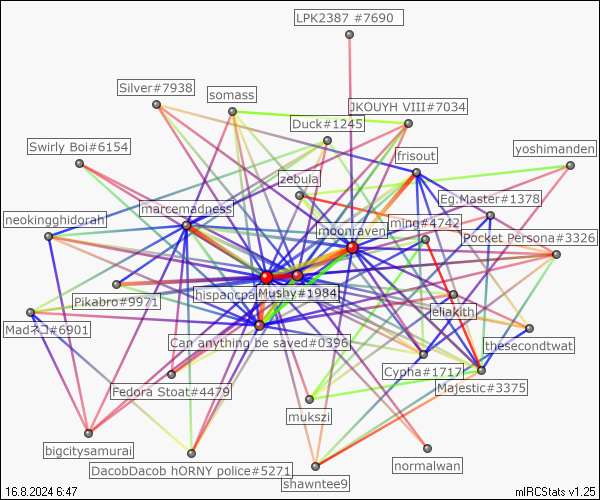 LPK2387 #7690
Silver#7938
somass
JKOUYH VIII#7034
Duck#1245
Swirly Boi#6154
frisout
yoshimanden
zebula
Eg.Master#1378
neokingghidorah
marcemadness
moonraven
ming#4742
Pocket Persona#3326
hispancpa
Mushy#1984
Pikabro#9971
eliakith
Madネコ#6901
Can anything be saved#0396
thesecondtwat
Cypha#1717
Majestic#3375
Fedora Stoat#4479
mukszi
bigcitysamurai
DacobDacob hORNY police#5271
normalwan
shawntee9
16.8.2024 6:47
mIRCStats v1.25